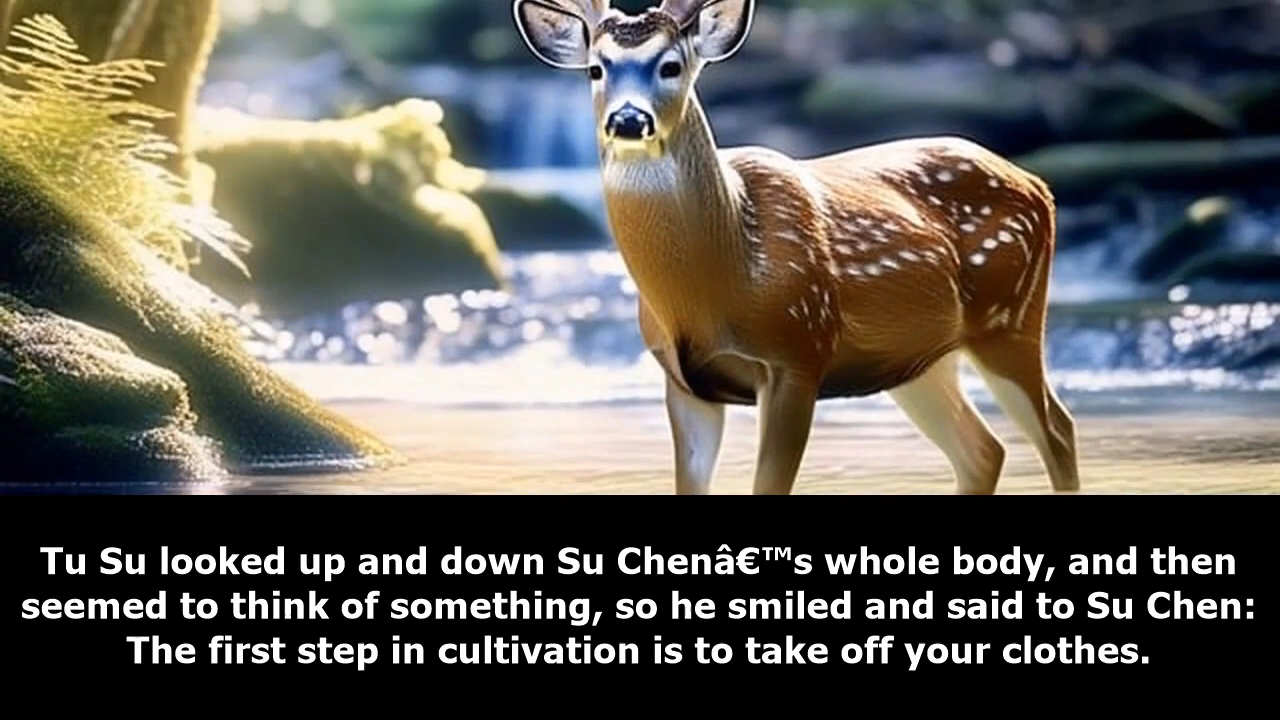 Tu Su looked up and down Su Chenâ€™s whole body, and then
seemed to think of something, so he smiled and said to Su Chen:
The first step in cultivation is to take off your clothes.